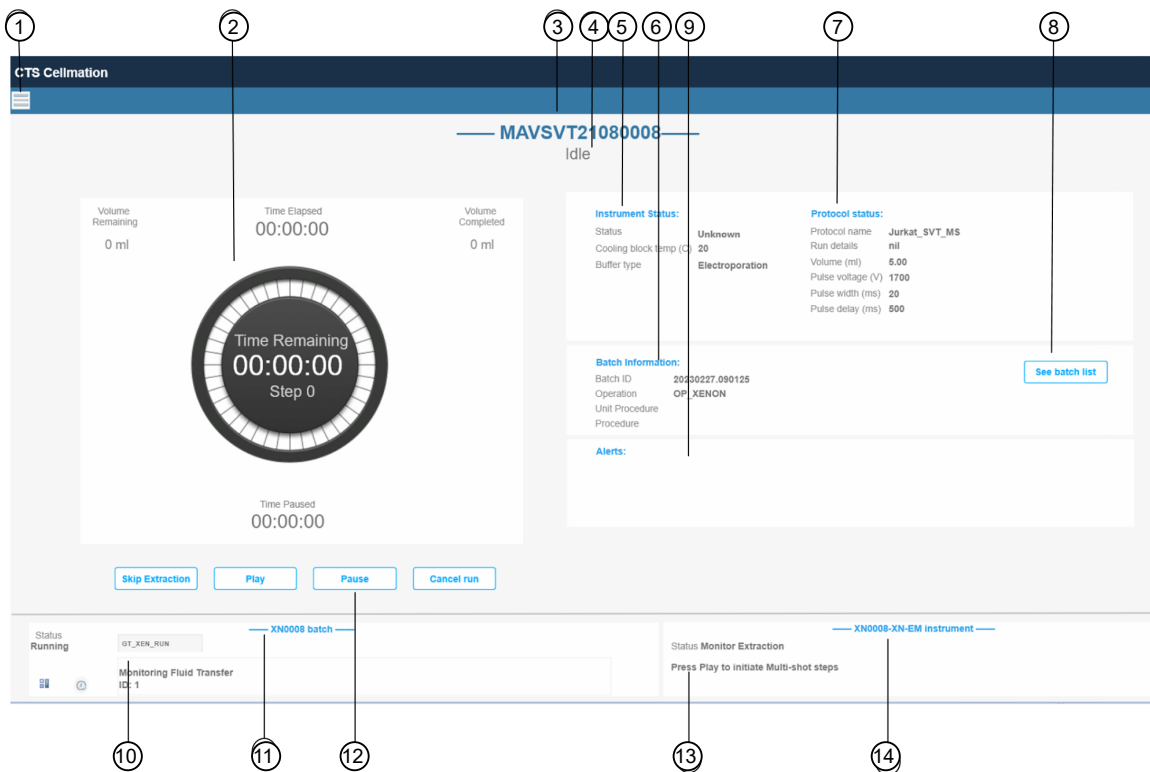 1 2 3 4 5 6 9 7 8
CTS Cellmation
MAVSVT21080008
Idle
Volume
Remaining
0 ml
Time Elapsed
00:00:00
Volume
Completed
0 ml
Time Remaining
00:00:00
Step 0
Time Paused
00:00:00
Instrument Status:
Status Unknown
Cooling block temp (C) 20
Buffer type Electroporation
Protocol status:
Protocol name Jurkat_SVT_MS
Run details nil
Volume (ml) 5.00
Pulse voltage (V) 1700
Pulse width (ms) 20
Pulse delay (ms) 500
Batch Information:
Batch ID 20230227.090125
Operation OP_XENON
Unit Procedure
Procedure
See batch list
Alerts:
Skip Extraction Play Pause Cancel run
XN0008 batch
Status
Running
GT_XEN_RUN
Monitoring Fluid Transfer
ID: 1
XN0008-XN-EM instrument
Status Monitor Extraction
Press Play to initiate Multi-shot steps
10 11 12 13 14